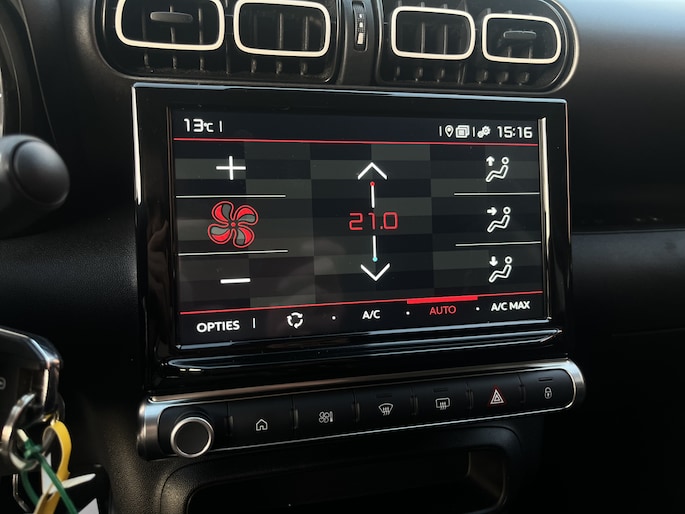 13°C
15:16
21.0
OPTIES
A/C
AUTO
A/C MAX